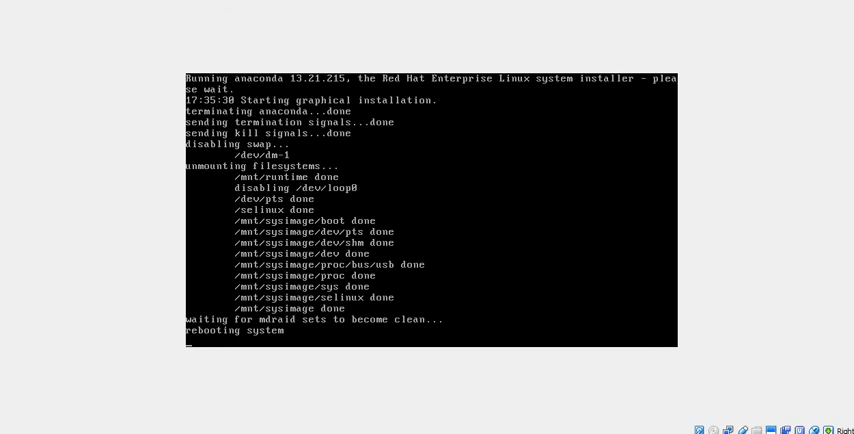 Running anaconda 13.21.215, the Red Hat Enterprise Linux system installer - plea
se wait.
17:35:30 Starting graphical installation.
terminating anaconda...done
sending termination signals...done
sending kill signals...done
disabling swap...
/dev/dm-1
unmounting filesystems...
/mnt/runtime done
disabling /dev/loop0
/dev/pts done
/selinux done
/mnt/sysimage/boot done
/mnt/sysimage/dev/pts done
/mnt/sysimage/dev/shm done
/mnt/sysimage/dev done
/mnt/sysimage/proc/bus/usb done
/mnt/sysimage/proc done
/mnt/sysimage/sys done
/mnt/sysimage/selinux done
/mnt/sysimage done
waiting for mdraid sets to become clean...
rebooting system
Right